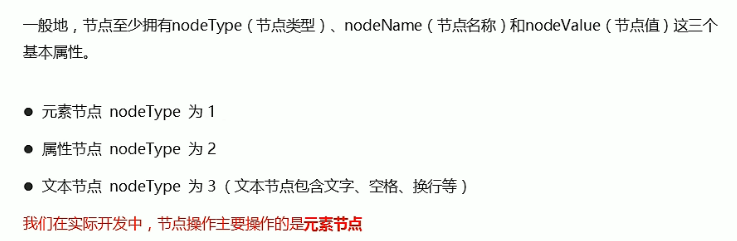 一般地，节点至少拥有nodeType（节点类型）、nodeName（节点名称）和nodeValue（节点值）这三个
基本属性。
● 元素节点 nodeType 为 1
● 属性节点 nodeType 为 2
● 文本节点 nodeType 为 3 （文本节点包含文字、空格、换行等）
我们在实际开发中，节点操作主要操作的是元素节点